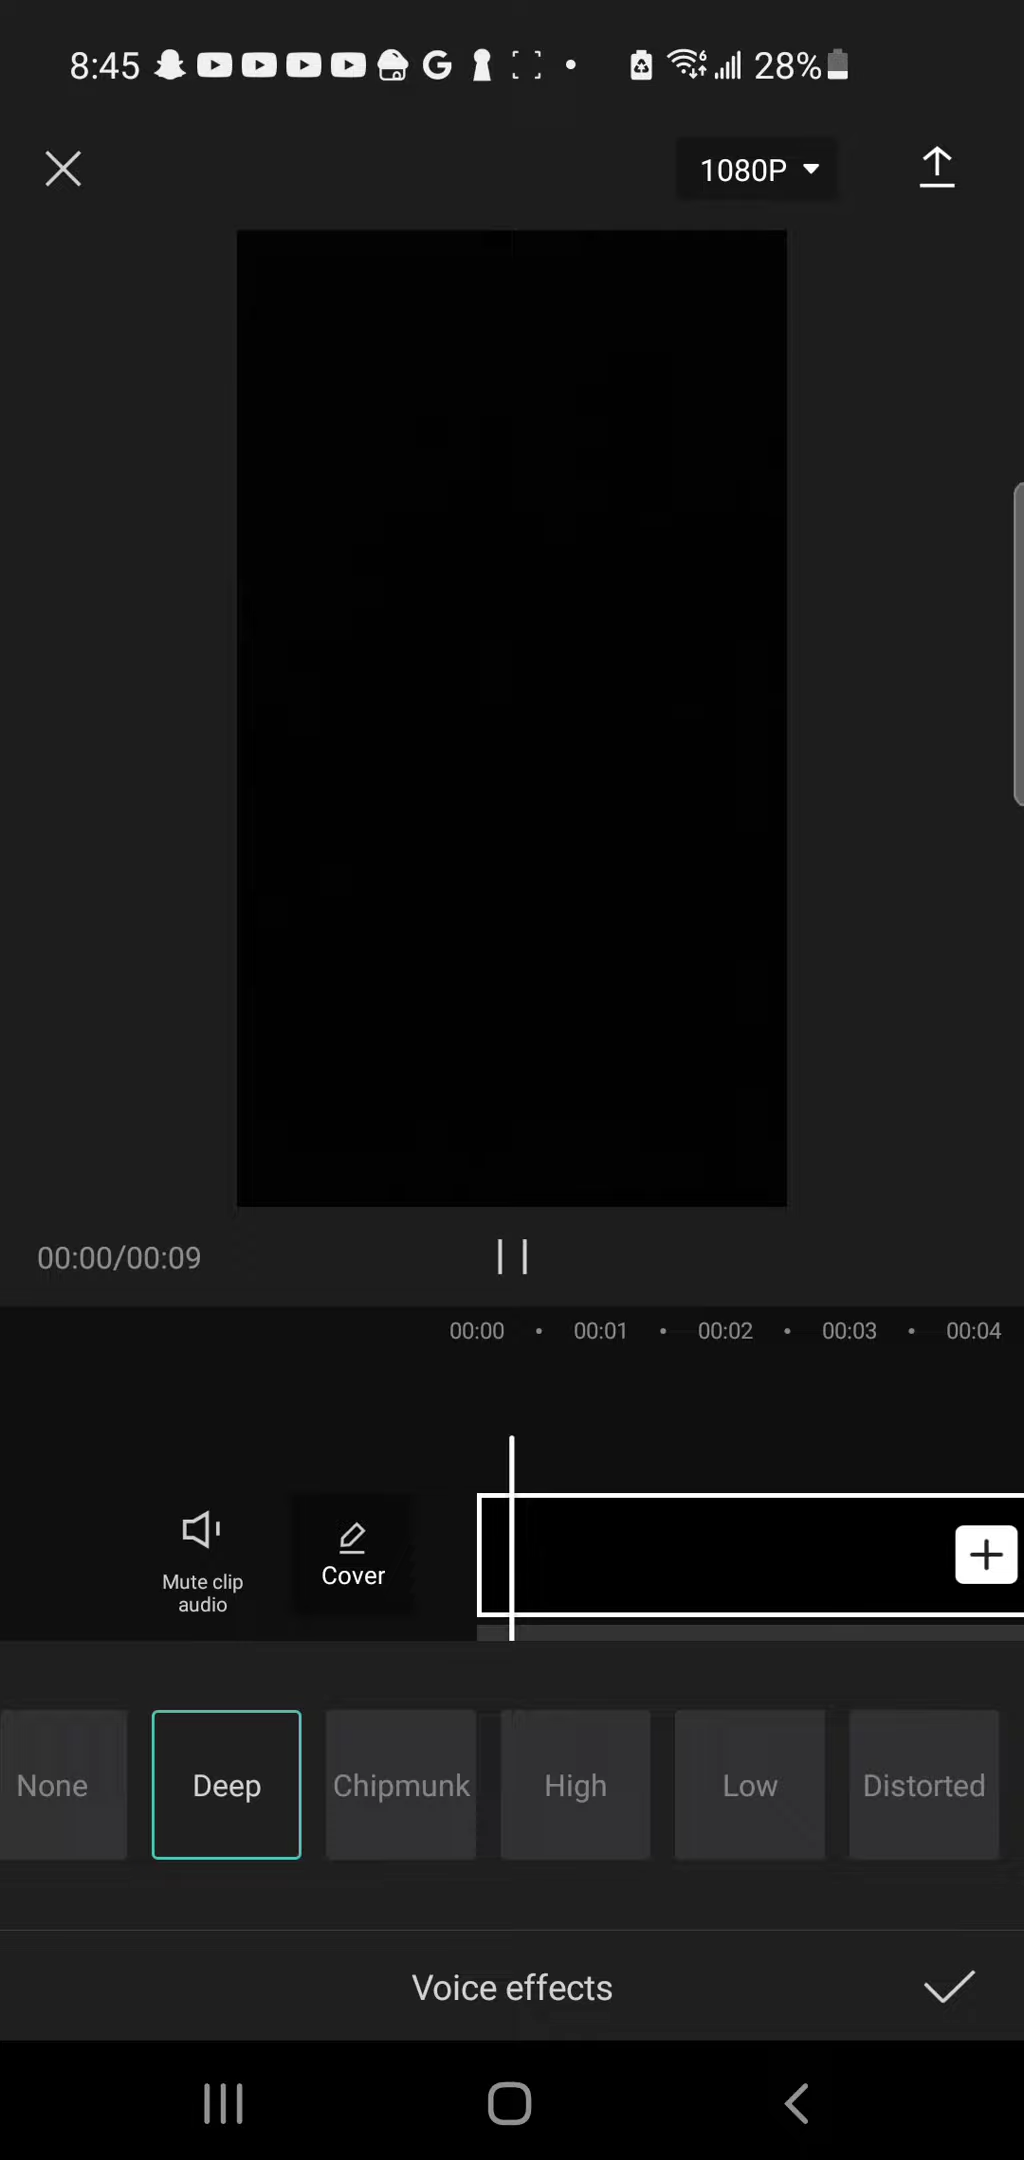 8:45 28%
1080P
00:00/00:09
00:00 00:01 00:02 00:03 00:04
Mute clip
audio
Cover
None Deep Chipmunk High Low Distorted
Voice effects